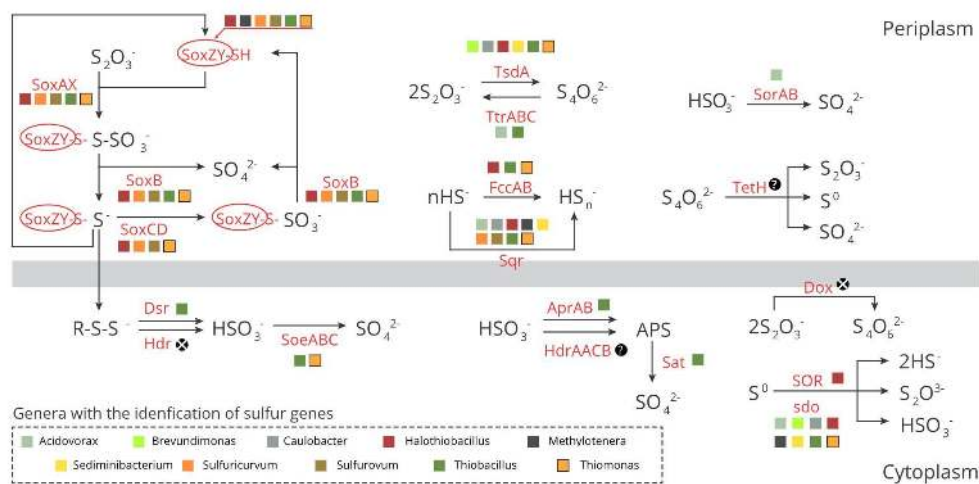 Periplasm
SoxZY-SH
S₂O₃⁻
SoxAX
SoxZY-S- S-SO₃⁻
SO₄²⁻
SoxB
SoxB
SoxZY-S- S⁻
SoxZY-S- SO₃⁻
SoxCD
TsdA
2S₂O₃⁻ S₄O₆²⁻
TtrABC
FccAB
nHS⁻ HSₙ⁻
Sqr
HSO₃⁻ SorAB SO₄²⁻
S₂O₃⁻
S₄O₆²⁻ TetH ? S⁰
SO₄²⁻
Dsr
R-S-S⁻ HSO₃⁻ SO₄²⁻
Hdr
SoeABC
AprAB
HSO₃⁻ APS
HdrAACB ?
Sat
SO₄²⁻
Dox
2S₂O₃⁻ S₄O₆²⁻
2HS⁻
S⁰ SOR S₂O³⁻
sdo
HSO₃⁻
Cytoplasm
Genera with the idenfication of sulfur genes
Acidovorax Brevundimonas Caulobacter Halothiobacillus Methylotenera
Sediminibacterium Sulfuricurvum Sulfurovum Thiobacillus Thiomonas